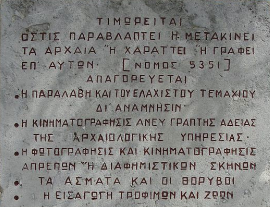 ΤΙΜΩΡΕΙΤΑΙ
ΟΣΤΙΣ ΠΑΡΑΒΛΑΠΤΕΙ Ή ΜΕΤΑΚΙΝΕΙ
ΤΑ ΑΡΧΑΙΑ Ή ΧΑΡΑΤΤΕΙ Ή ΓΡΑΦΕΙ
ΕΠ ΑΥΤΩΝ. [ΝΟΜΟΣ 5351]
ΑΠΑΓΟΡΕΥΕΤΑΙ
• Η ΠΑΡΑΛΑΒΗ ΚΑΙ ΤΟΥ ΕΛΑΧΙΣΤΟΥ ΤΕΜΑΧΙΟΥ
ΔΙ' ΑΝΑΜΝΗΣΙΝ.
• Η ΚΙΝΗΜΑΤΟΓΡΑΦΗΣΙΣ ΑΝΕΥ ΓΡΑΠΤΗΣ ΑΔΕΙΑΣ
ΤΗΣ ΑΡΧΑΙΟΛΟΓΙΚΗΣ ΥΠΗΡΕΣΙΑΣ.
• Η ΦΩΤΟΓΡΑΦΗΣΙΣ ΚΑΙ ΚΙΝΗΜΑΤΟΓΡΑΦΗΣΙΣ
ΑΠΡΕΠΩΝ Ή ΔΙΑΦΗΜΙΣΤΙΚΩΝ ΣΚΗΝΩΝ
• ΤΑ ΑΣΜΑΤΑ ΚΑΙ ΟΙ ΘΟΡΥΒΟΙ
• Η ΕΙΣΑΓΩΓΗ ΤΡΟΦΙΜΩΝ ΚΑΙ ΖΩΩΝ